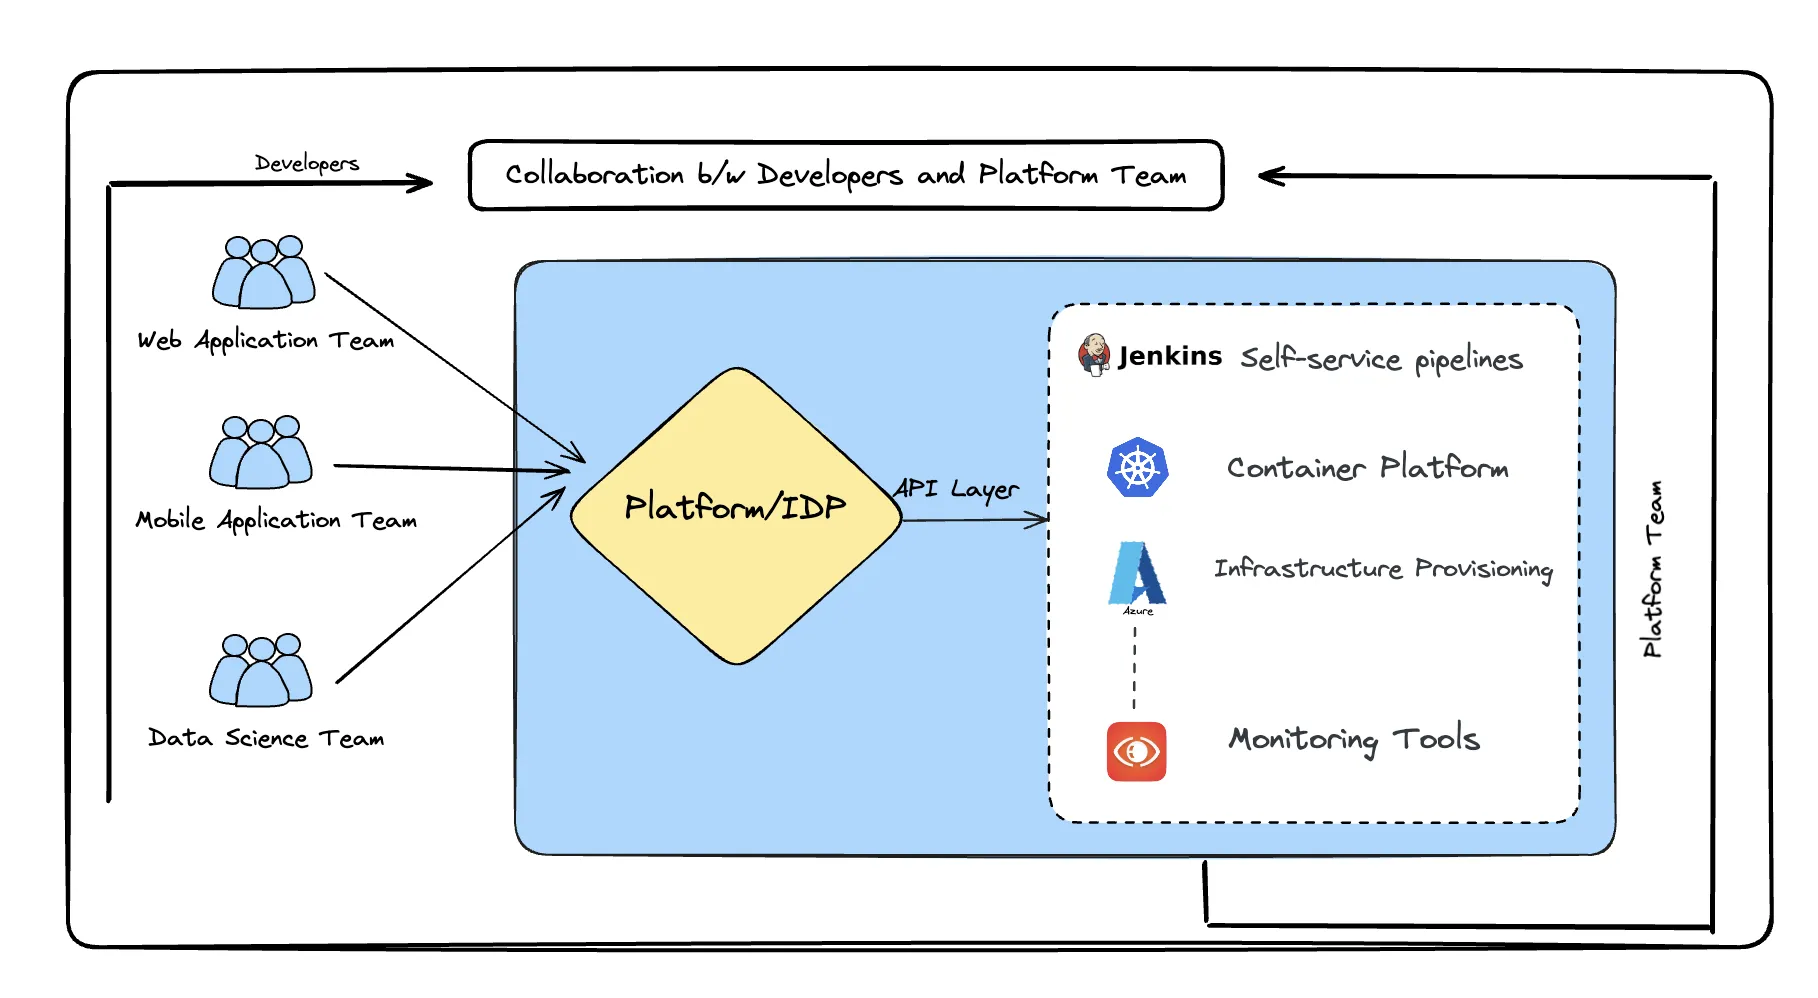 Developers
Collaboration b/w Developers and Platform Team
Web Application Team
Mobile Application Team
Data Science Team
Platform/IDP
API Layer
Jenkins Self-service pipelines
Container Platform
Azure
Infrastructure Provisioning
Monitoring Tools
Platform Team